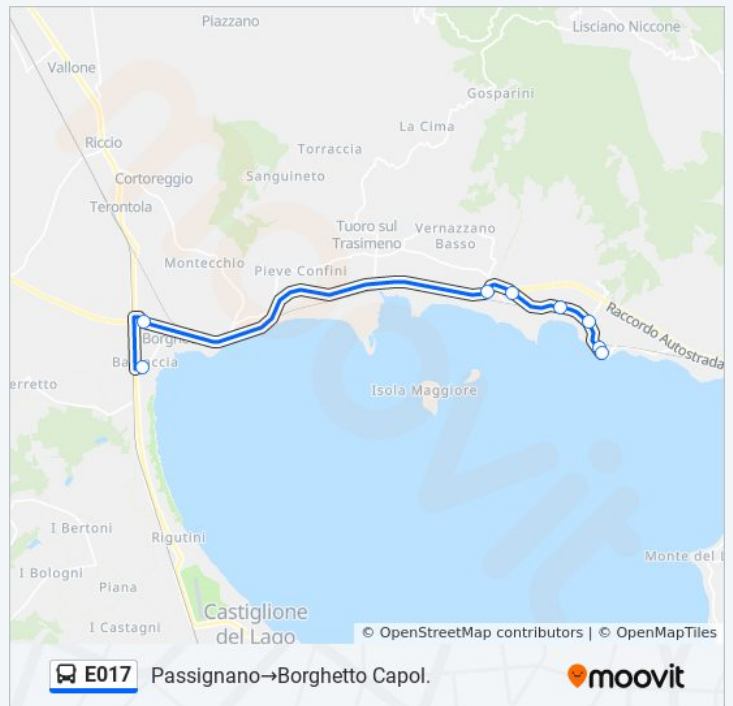 Piazzano
Lisciano Niccone
Vallone
Gosparini
La Cima
Riccio
Torraccia
Sanguineto
Cortoreggio
Terontola
Tuoro sul
Trasimeno
Vernazzano
Basso
Montecchio
Pieve Confini
Raccordo Autostrada
Isola Maggiore
I Bertoni
Rigutini
I Bologni
Piana
Monte del L
I Castagni
Castiglione
del Lago
© OpenStreetMap contributors | © OpenMapTiles
E017 Passignano→Borghetto Capol.
moovit